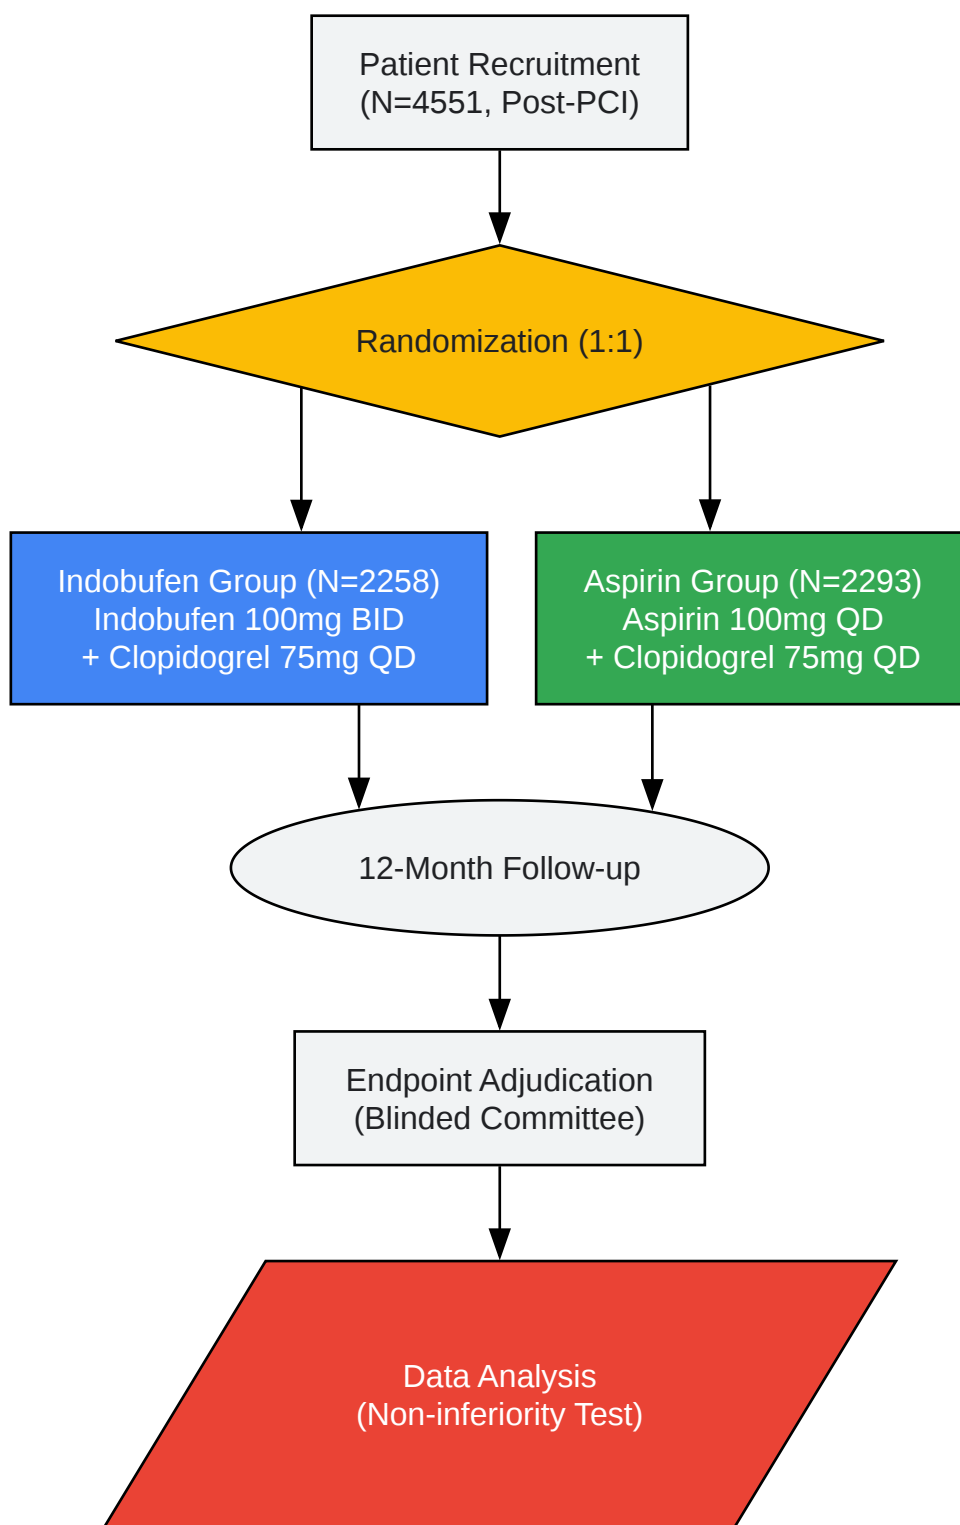 Patient Recruitment
(N=4551, Post-PCI)
Randomization (1:1)
Indobufen Group (N=2258)
Indobufen 100mg BID
+ Clopidogrel 75mg QD
Aspirin Group (N=2293)
Aspirin 100mg QD
+ Clopidogrel 75mg QD
12-Month Follow-up
Endpoint Adjudication
(Blinded Committee)
Data Analysis
(Non-inferiority Test)